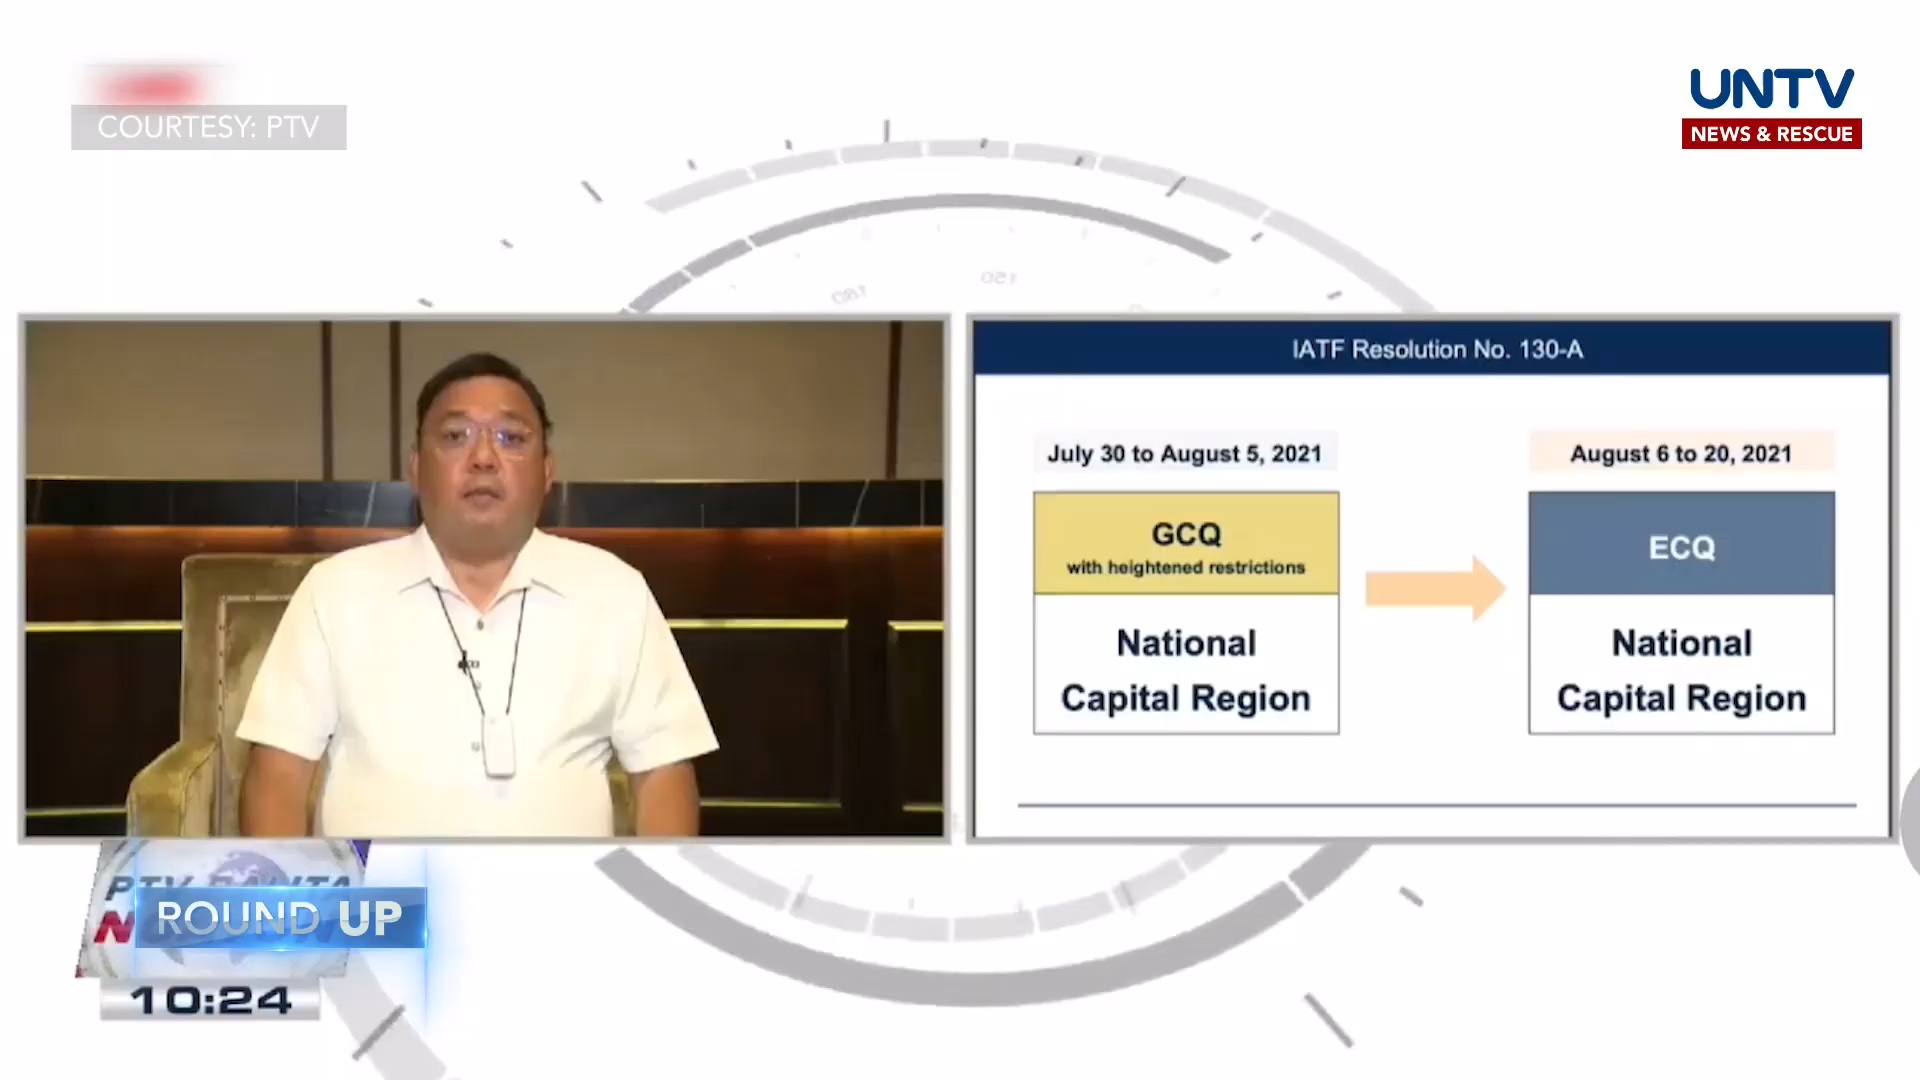 COURTESY: PTV
UNTV
NEWS & RESCUE
IATF Resolution No. 130-A
July 30 to August 5, 2021
August 6 to 20, 2021
GCQ
with heightened restrictions
National
Capital Region
ECQ
National
Capital Region
PTV
ROUND UP
10:24